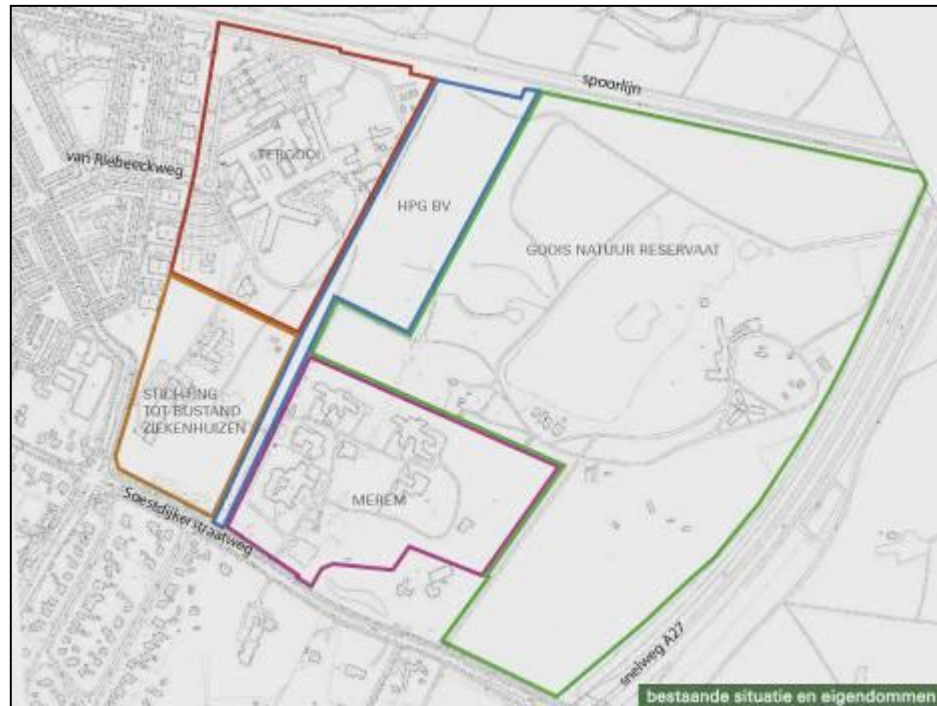 spoorlijn
van Riebeeckweg
TERGOOI
HPG BV
GOOIS NATUUR RESERVAAT
STICHTING
TOT BIJSTAND
ZIEKENHUIZEN
MEREM
Soestdijkerstraatweg
snelweg A27
bestaande situatie en eigendommen